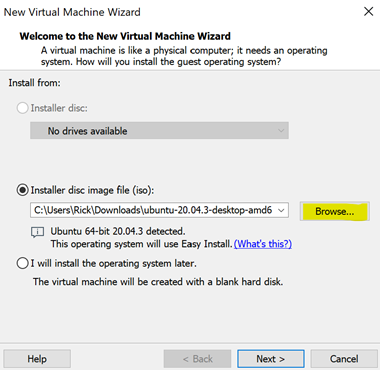 New Virtual Machine Wizard
Welcome to the New Virtual Machine Wizard
A virtual machine is like a physical computer; it needs an operating
system. How will you install the guest operating system?
Install from:
Installer disc:
No drives available
Installer disc image file (iso):
C:\Users\Rick\Downloads\ubuntu-20.04.3-desktop-amd6
Browse...
Ubuntu 64-bit 20.04.3 detected.
This operating system will use Easy Install. (What's this?)
I will install the operating system later.
The virtual machine will be created with a blank hard disk.
Help
< Back
Next >
Cancel